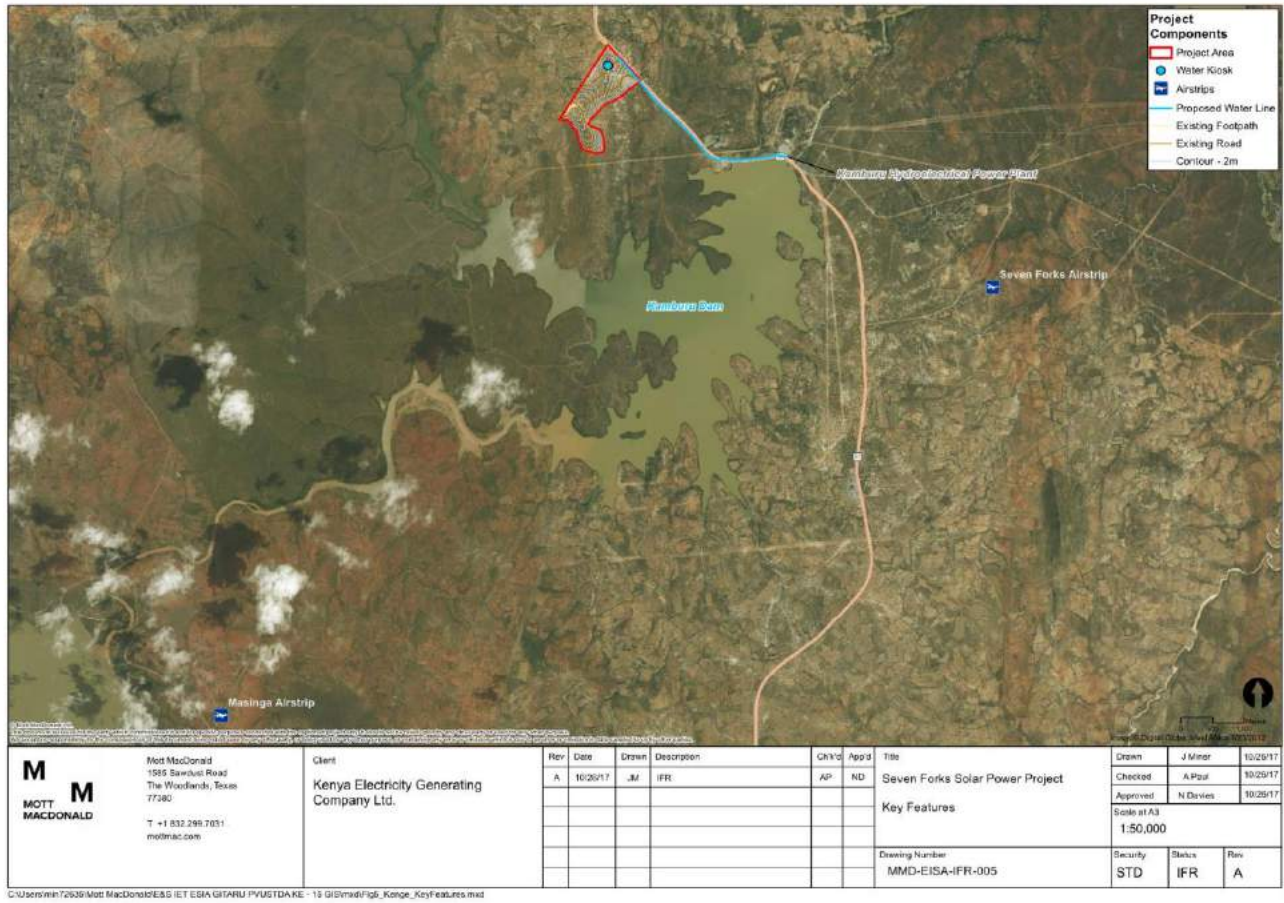 Project
Components
Project Area
Water Kiosk
Airstrips
Proposed Water Line
Existing Footpath
Existing Road
Contour - 2m
Kamburu Hydroelectrical Power Plant
Seven Forks Airstrip
Kamburu Dam
Masinga Airstrip
M
M
MOTT
MACDONALD
Mott MacDonald
1585 Sawdust Road
The Woodlands, Texas
77380
T +1 832.299.7031
mottmac.com
Client
Kenya Electricity Generating
Company Ltd.
Rev Date Drawn Description Ch'k'd App'd
A 10/26/17 JM IFR AP ND
Title
Seven Forks Solar Power Project
Key Features
Drawing Number
MMD-EISA-IFR-005
Drawn J Miner 10/26/17
Checked A Paul 10/26/17
Approved N Davies 10/26/17
Scale at A3
1:50,000
Security Status Rev
STD IFR A